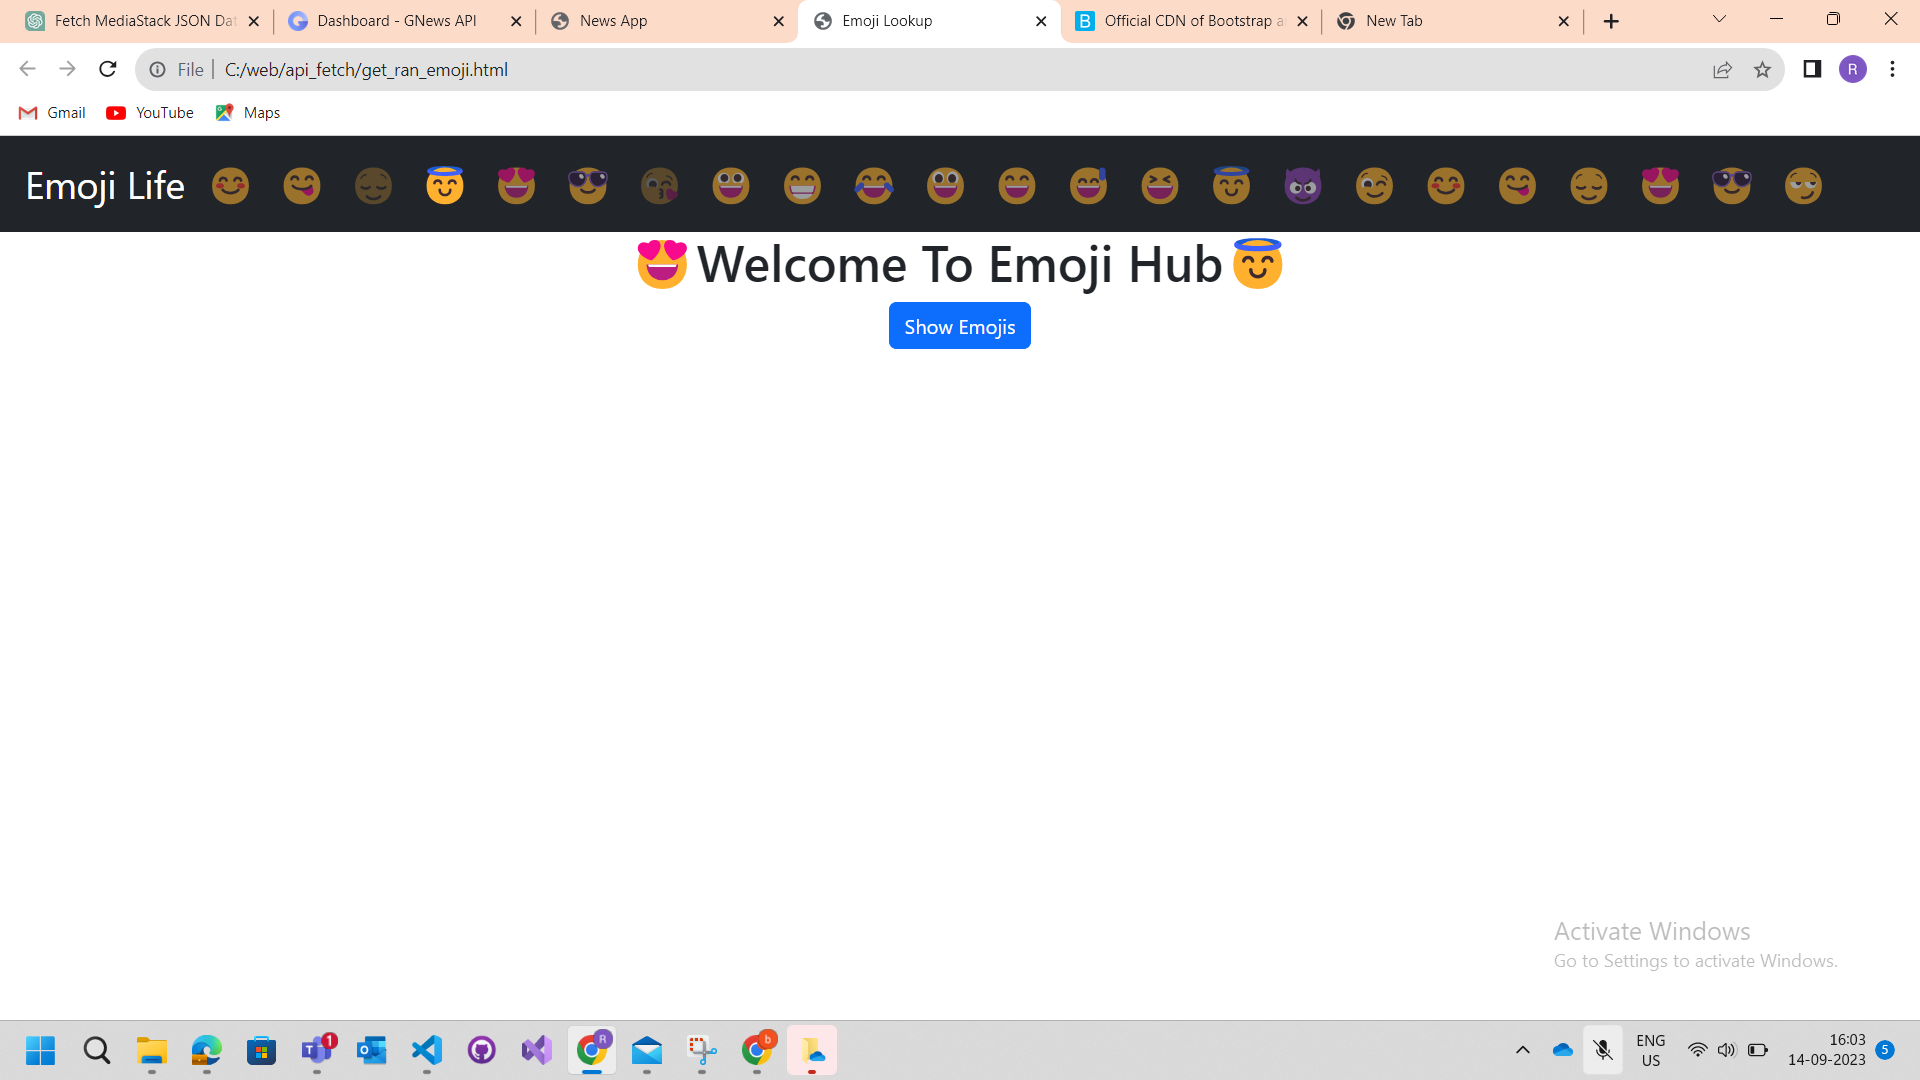 Fetch MediaStack JSON Dat
Dashboard - GNews API
News App
Emoji Lookup
Official CDN of Bootstrap a
New Tab
File
C:/web/api_fetch/get_ran_emoji.html
R
Gmail
YouTube
Maps
Emoji Life 😊 😋 😌 😇 😍 😎 😘 😀 😁 😂 😃 😄 😅 😆 😇 😈 😉 😊 😋 😌 😍 😎 😏
😍Welcome To Emoji Hub😇
Show Emojis
Activate Windows
Go to Settings to activate Windows.
1
R
b
ENG
US
16:03
14-09-2023
5